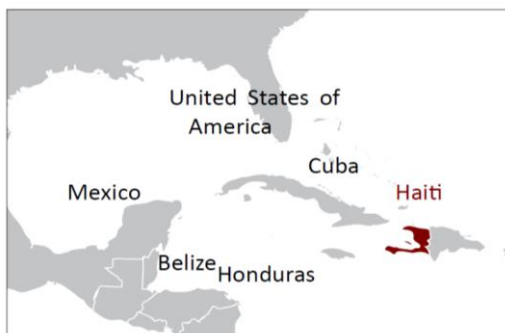 United States of
America
Cuba
Mexico
Haiti
Belize
Honduras